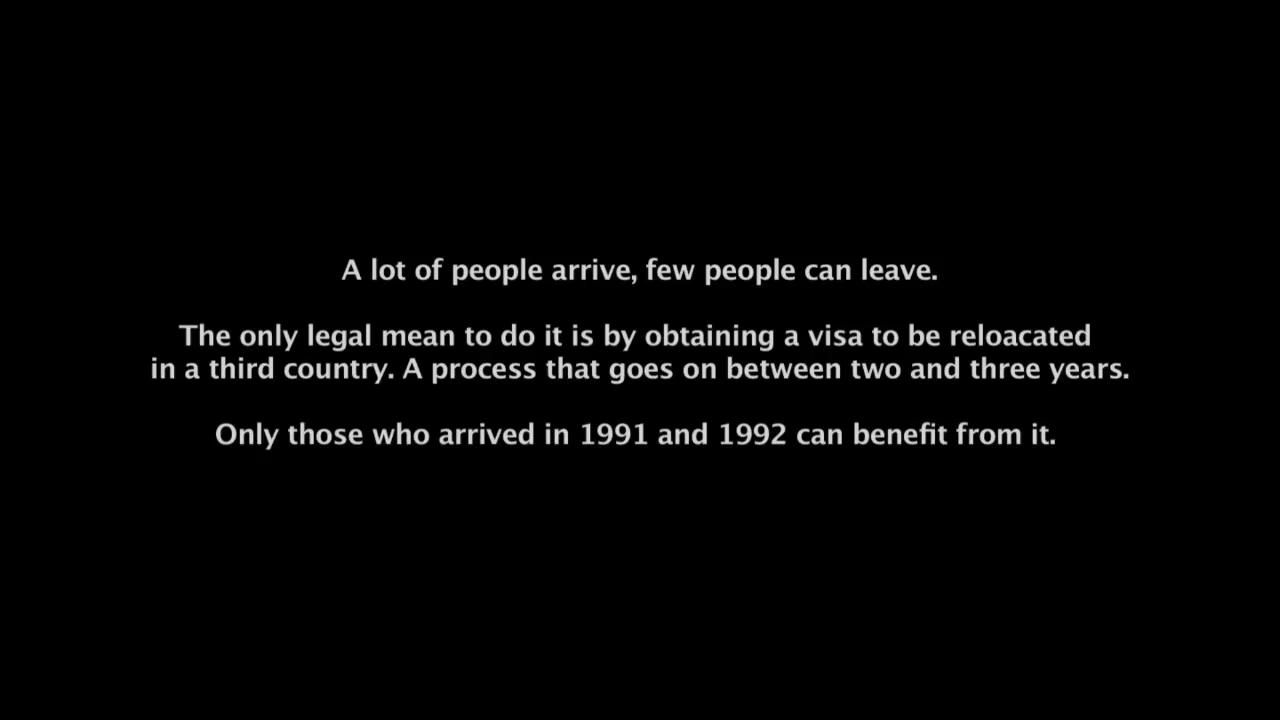 A lot of people arrive, few people can leave.
The only legal mean to do it is by obtaining a visa to be reloacated
in a third country. A process that goes on between two and three years.
Only those who arrived in 1991 and 1992 can benefit from it.